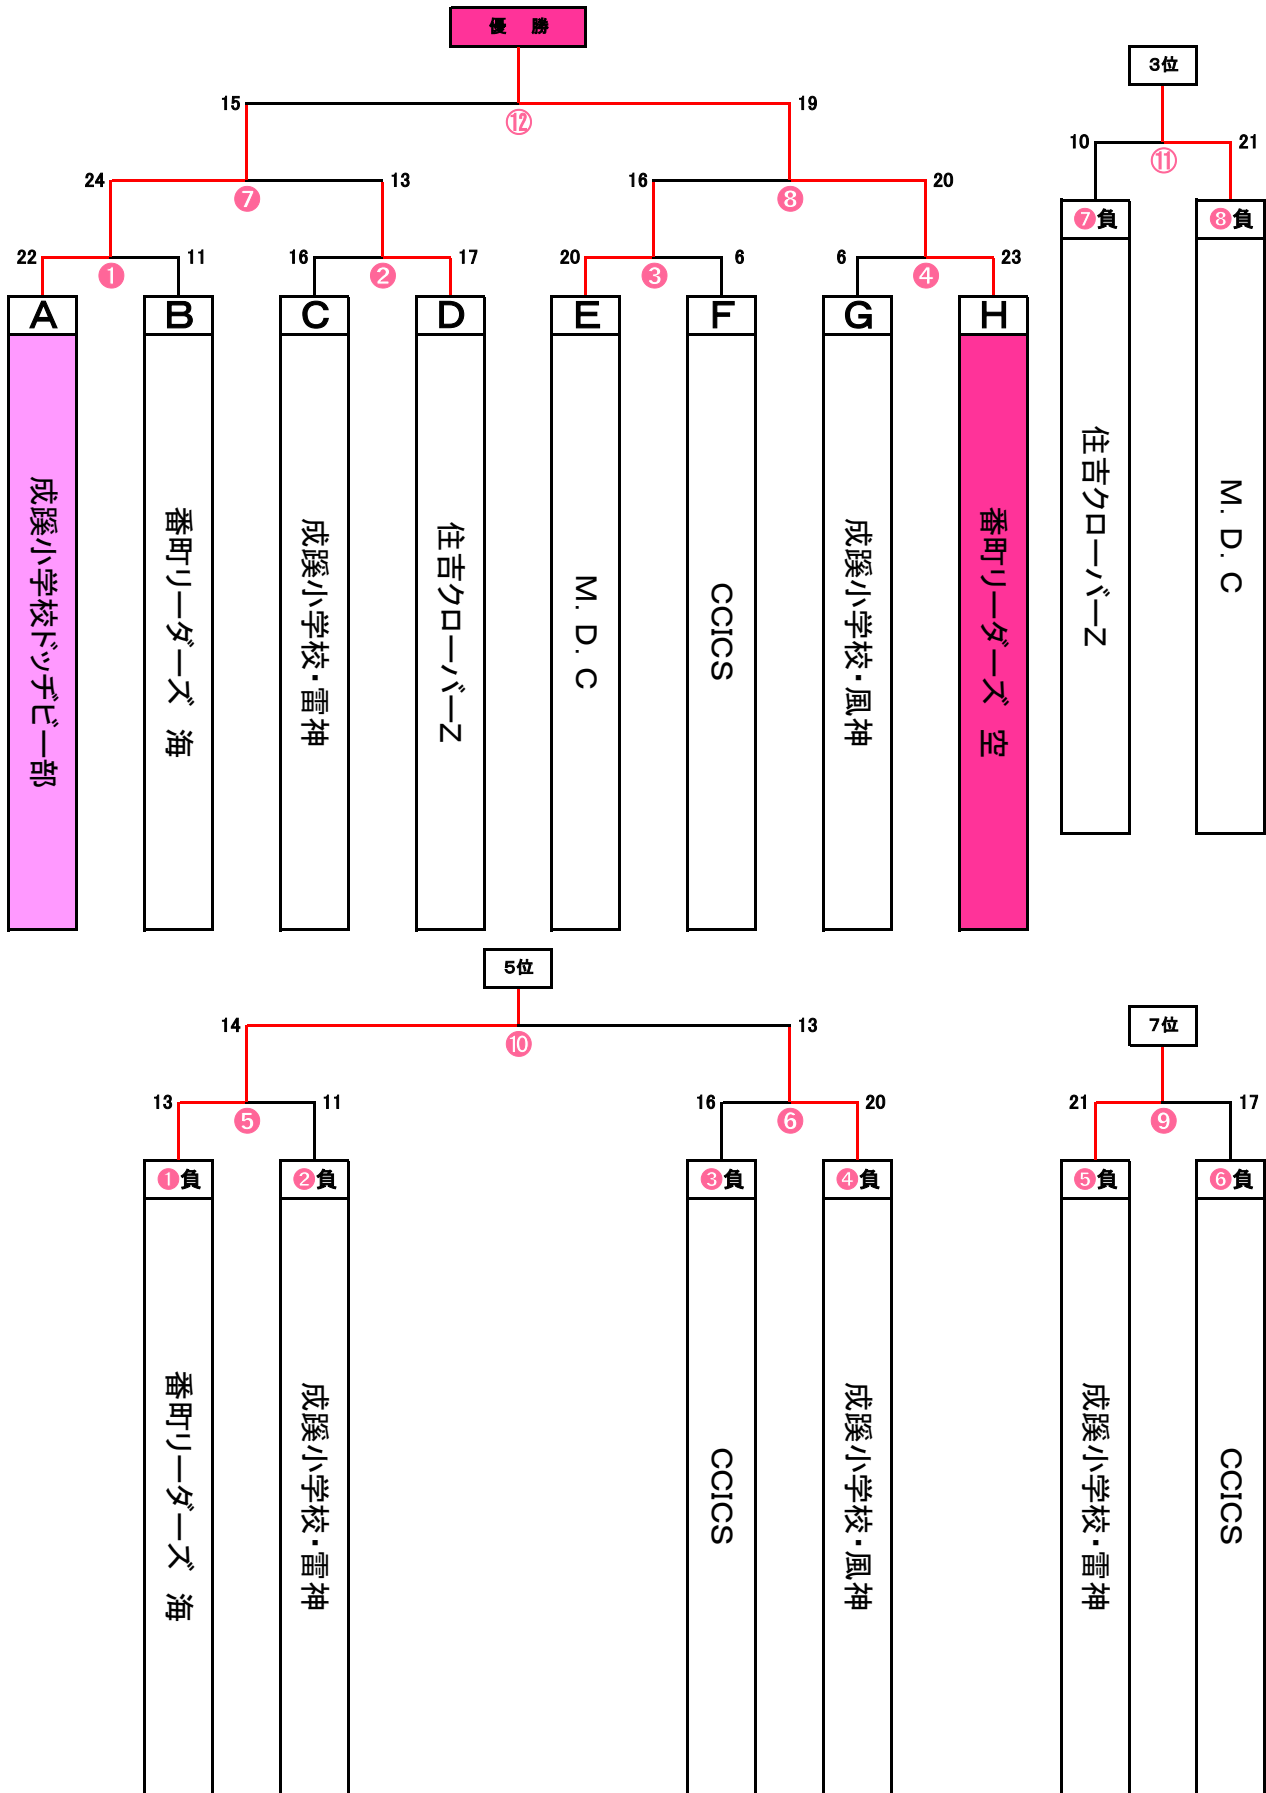 優 勝
3位
15 19
⑫
10 21
⑪
24 13
❼
16 20
❽
❼負
❽負
22 11
❶
16 17
❷
20 6
❸
6 23
❹
A
B
C
D
E
F
G
H
成蹊小学校ドッヂビー部
番町リーダーズ 海
成蹊小学校・雷神
住吉クローバーZ
M.D.C
CCICS
成蹊小学校・風神
番町リーダーズ 空
住吉クローバーZ
M.D.C
5位
7位
14 13
❿
13 11
❺
16 20
❻
21 17
❾
❶負
❷負
❸負
❹負
❺負
❻負
番町リーダーズ 海
成蹊小学校・雷神
CCICS
成蹊小学校・風神
成蹊小学校・雷神
CCICS